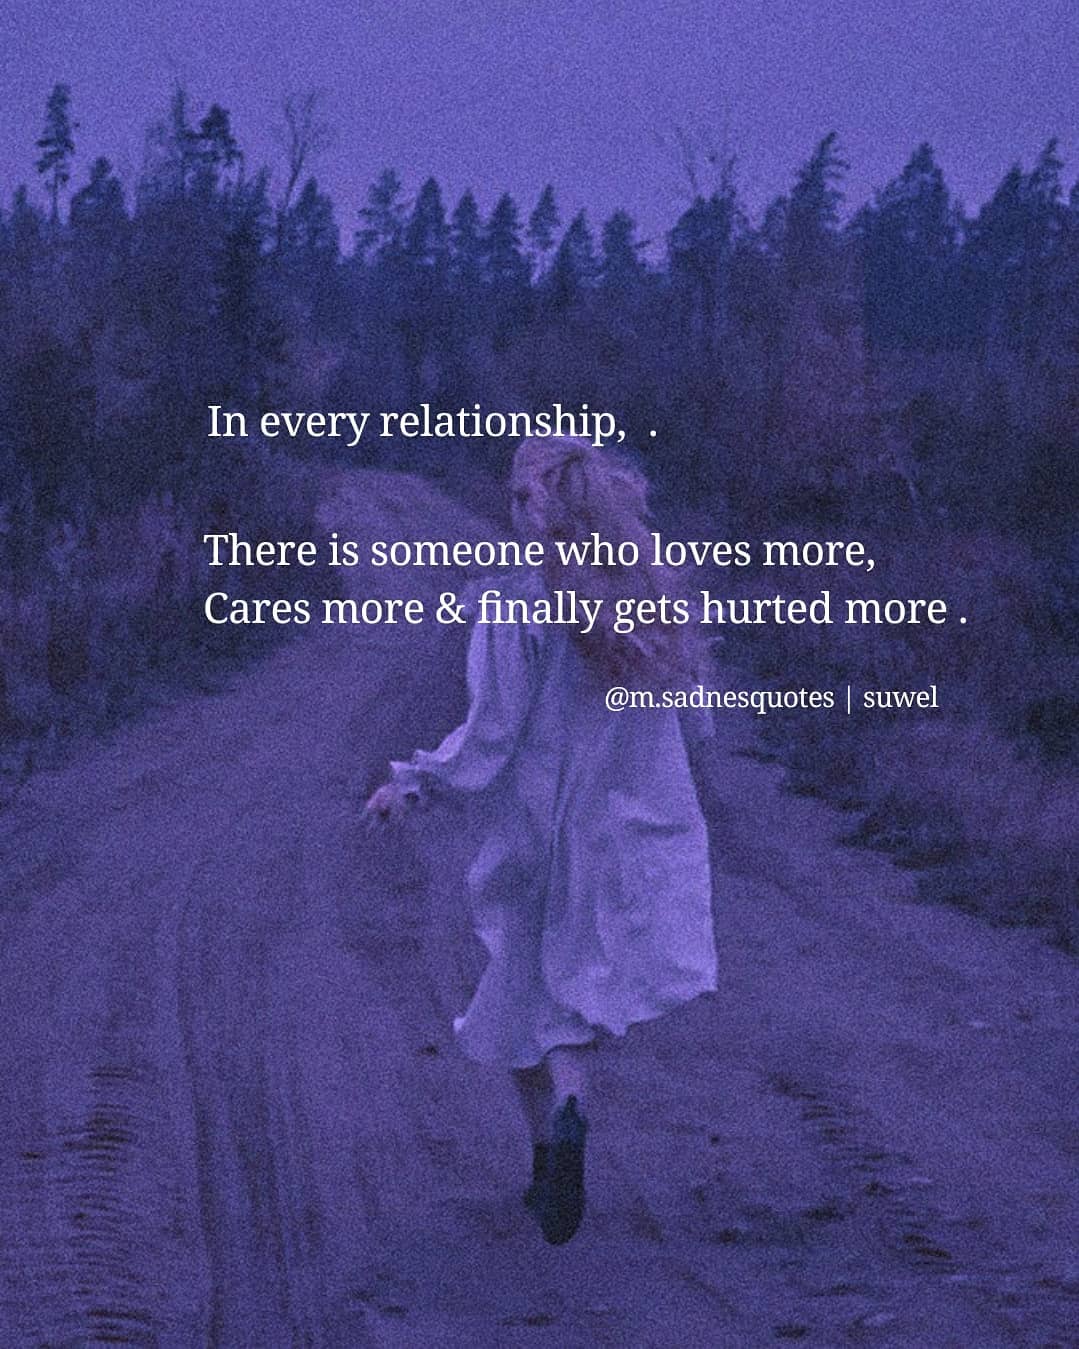 In every relationship,  .
There is someone who loves more,
Cares more & finally gets hurted more .
@m.sadnesquotes | suwel